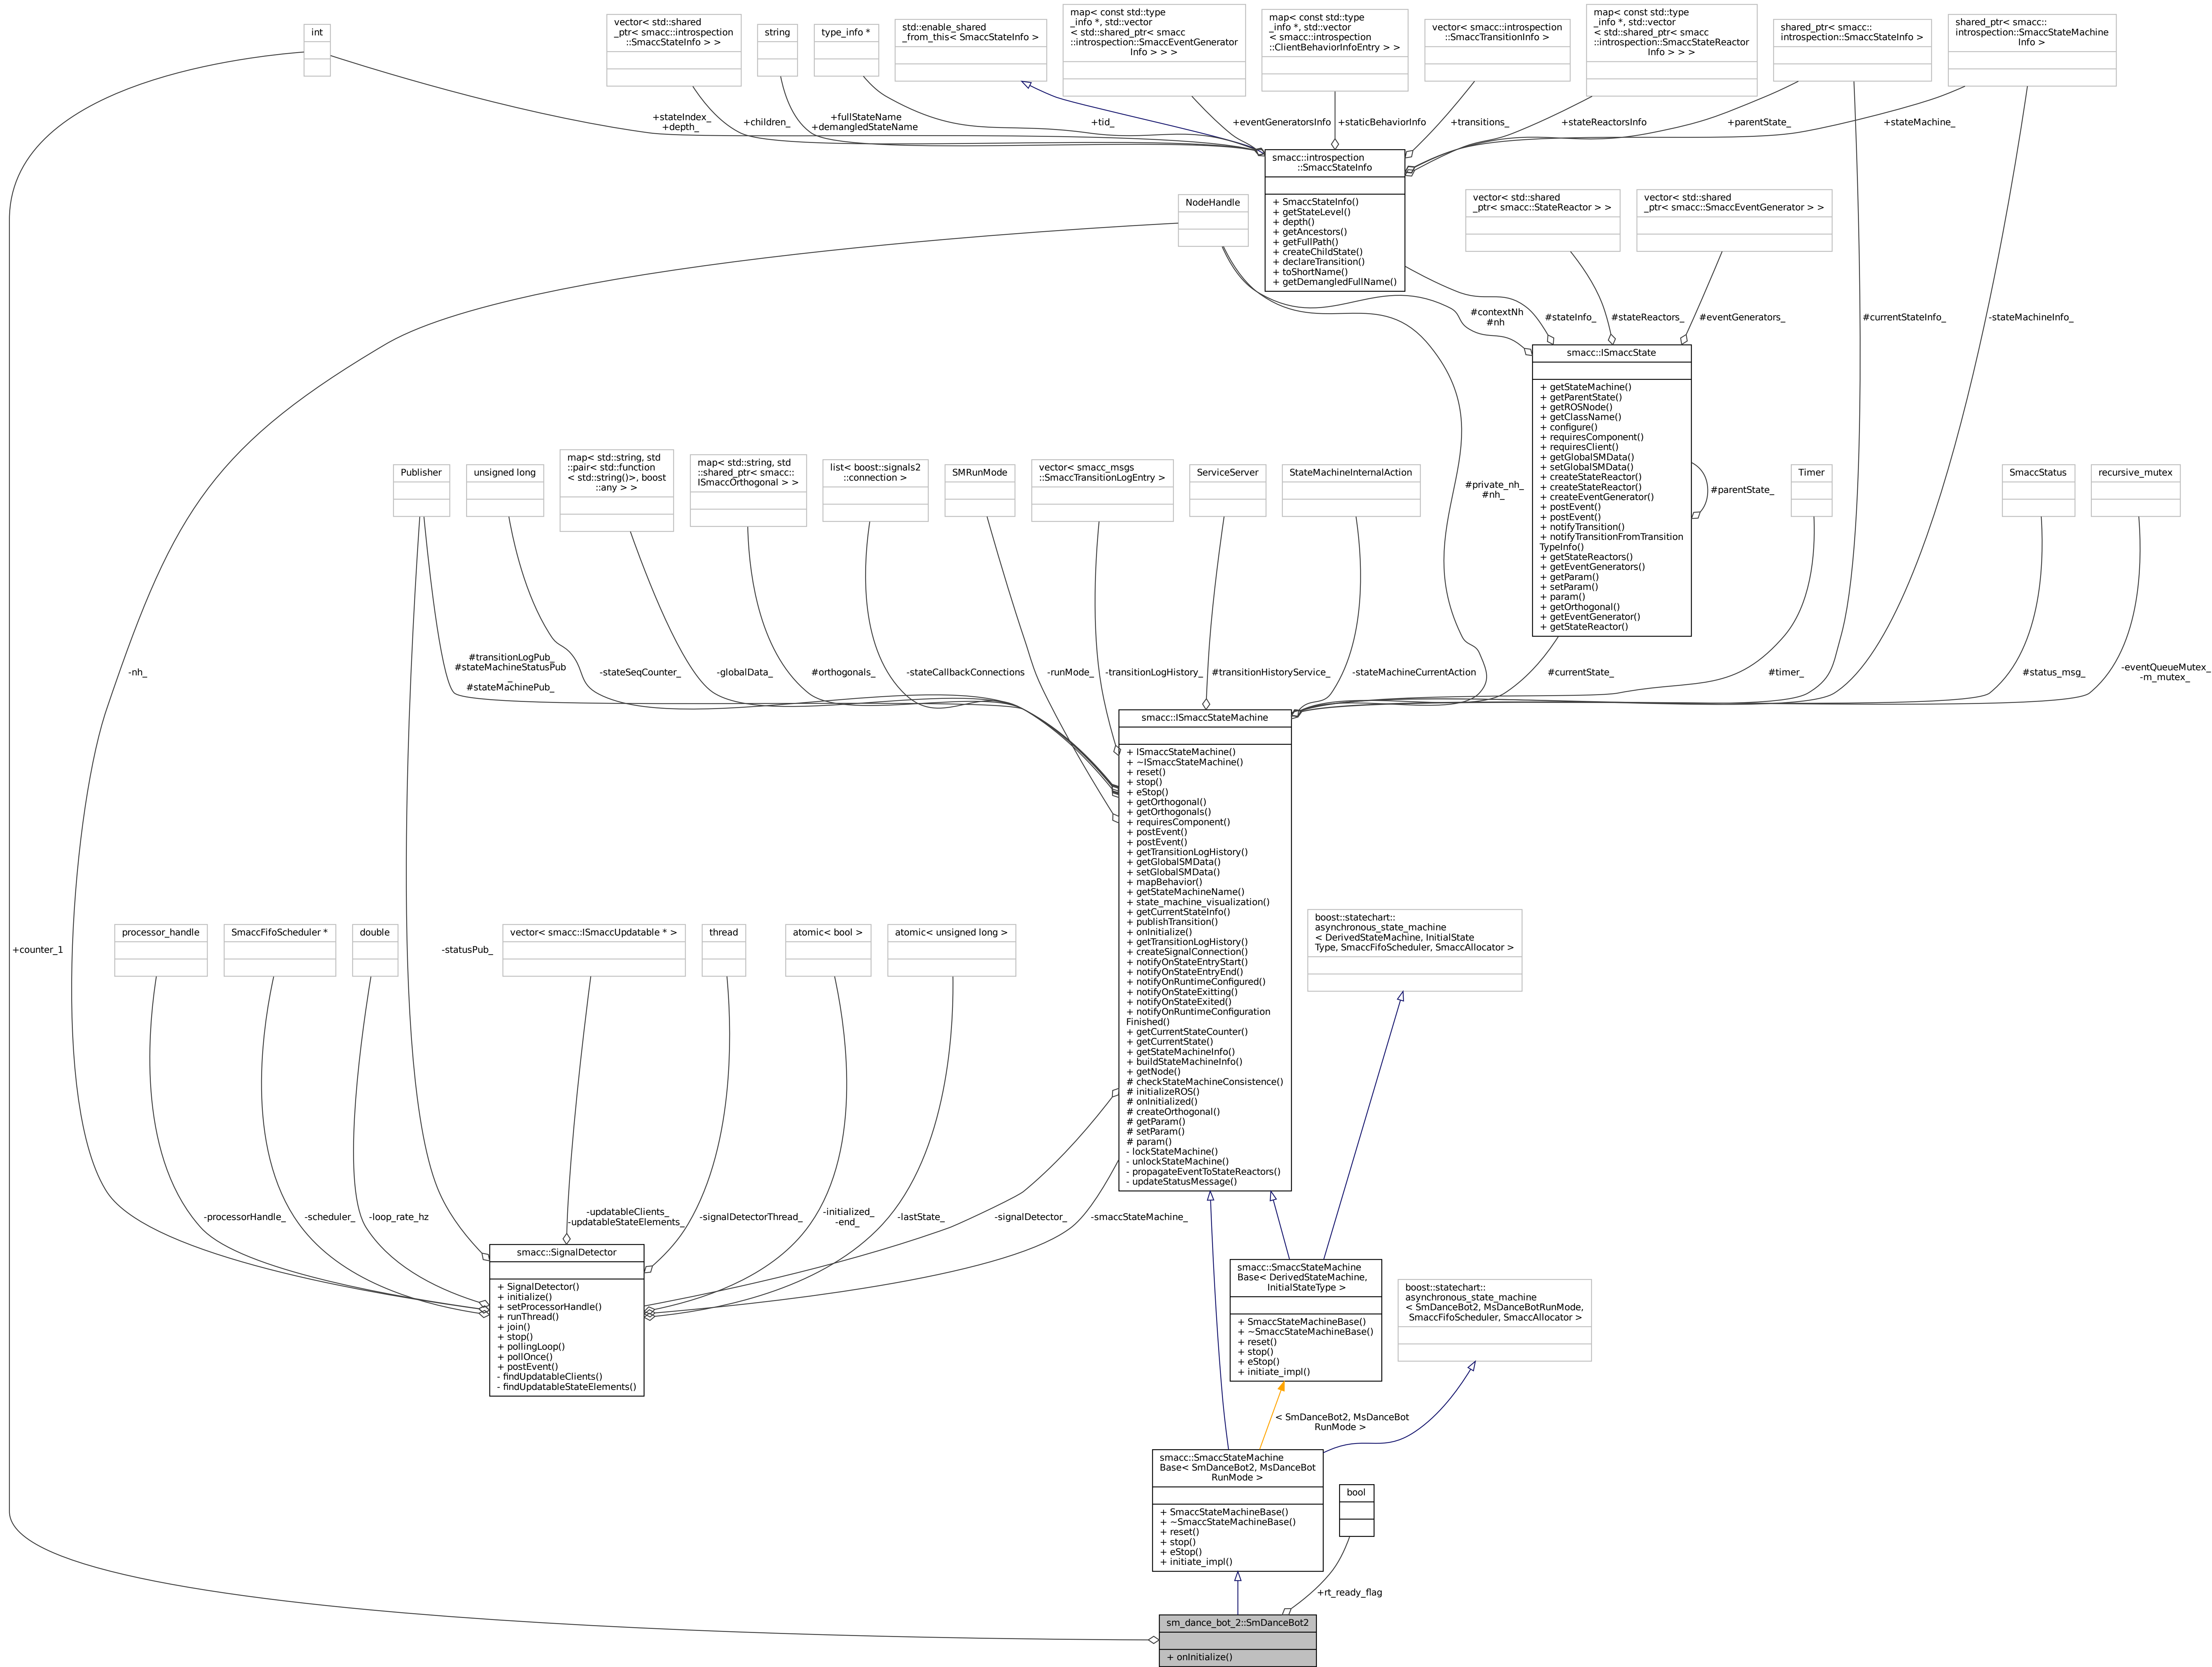 int
vector< std::shared
_ptr< smacc::introspection
::SmaccStateInfo > >
string
type_info *
std::enable_shared
_from_this< SmaccStateInfo >
map< const std::type
_info *, std::vector
< std::shared_ptr< smacc
::introspection::SmaccEventGenerator
Info > > >
map< const std::type
_info *, std::vector
< smacc::introspection
::ClientBehaviorInfoEntry > >
vector< smacc::introspection
::SmaccTransitionInfo >
map< const std::type
_info *, std::vector
< std::shared_ptr< smacc
::introspection::SmaccStateReactor
Info > > >
shared_ptr< smacc::
introspection::SmaccStateInfo >
shared_ptr< smacc::
introspection::SmaccStateMachine
Info >
+stateIndex_
+depth_
+children_
+fullStateName
+demangledStateName
+tid_
+eventGeneratorsInfo
+staticBehaviorInfo
+transitions_
+stateReactorsInfo
+parentState_
+stateMachine_
smacc::introspection
::SmaccStateInfo
+ SmaccStateInfo()
+ getStateLevel()
+ depth()
+ getAncestors()
+ getFullPath()
+ createChildState()
+ declareTransition()
+ toShortName()
+ getDemangledFullName()
NodeHandle
vector< std::shared
_ptr< smacc::StateReactor > >
vector< std::shared
_ptr< smacc::SmaccEventGenerator > >
#contextNh
#nh
#stateInfo_
#stateReactors_
#eventGenerators_
#currentStateInfo_
-stateMachineInfo_
smacc::ISmaccState
+ getStateMachine()
+ getParentState()
+ getROSNode()
+ getClassName()
+ configure()
+ requiresComponent()
+ requiresClient()
+ getGlobalSMData()
+ setGlobalSMData()
+ createStateReactor()
+ createStateReactor()
+ createEventGenerator()
+ postEvent()
+ postEvent()
+ notifyTransition()
+ notifyTransitionFromTransition
TypeInfo()
+ getStateReactors()
+ getEventGenerators()
+ getParam()
+ setParam()
+ param()
+ getOrthogonal()
+ getEventGenerator()
+ getStateReactor()
#parentState_
Publisher
unsigned long
map< std::string, std
::pair< std::function
< std::string()>, boost
::any > >
map< std::string, std
::shared_ptr< smacc::
ISmaccOrthogonal > >
list< boost::signals2
::connection >
SMRunMode
vector< smacc_msgs
::SmaccTransitionLogEntry >
ServiceServer
StateMachineInternalAction
#private_nh_
#nh_
Timer
SmaccStatus
recursive_mutex
-nh_
#transitionLogPub_
#stateMachineStatusPub
_
#stateMachinePub_
-stateSeqCounter_
-globalData_
#orthogonals_
-stateCallbackConnections
-runMode_
-transitionLogHistory_
#transitionHistoryService_
-stateMachineCurrentAction
#currentState_
#timer_
#status_msg_
-eventQueueMutex_
-m_mutex_
smacc::ISmaccStateMachine
+ ISmaccStateMachine()
+ ~ISmaccStateMachine()
+ reset()
+ stop()
+ eStop()
+ getOrthogonal()
+ getOrthogonals()
+ requiresComponent()
+ postEvent()
+ postEvent()
+ getTransitionLogHistory()
+ getGlobalSMData()
+ setGlobalSMData()
+ mapBehavior()
+ getStateMachineName()
+ state_machine_visualization()
+ getCurrentStateInfo()
+ publishTransition()
+ onInitialize()
+ getTransitionLogHistory()
+ createSignalConnection()
+ notifyOnStateEntryStart()
+ notifyOnStateEntryEnd()
+ notifyOnRuntimeConfigured()
+ notifyOnStateExitting()
+ notifyOnStateExited()
+ notifyOnRuntimeConfiguration
Finished()
+ getCurrentStateCounter()
+ getCurrentState()
+ getStateMachineInfo()
+ buildStateMachineInfo()
+ getNode()
# checkStateMachineConsistence()
# initializeROS()
# onInitialized()
# createOrthogonal()
# getParam()
# setParam()
# param()
- lockStateMachine()
- unlockStateMachine()
- propagateEventToStateReactors()
- updateStatusMessage()
+counter_1
processor_handle
SmaccFifoScheduler *
double
-statusPub_
vector< smacc::ISmaccUpdatable * >
thread
atomic< bool >
atomic< unsigned long >
boost::statechart::
asynchronous_state_machine
< DerivedStateMachine, InitialState
Type, SmaccFifoScheduler, SmaccAllocator >
-processorHandle_
-scheduler_
-loop_rate_hz
-updatableClients_
-updatableStateElements_
-signalDetectorThread_
-initialized_
-end_
-lastState_
-signalDetector_
-smaccStateMachine_
smacc::SignalDetector
+ SignalDetector()
+ initialize()
+ setProcessorHandle()
+ runThread()
+ join()
+ stop()
+ pollingLoop()
+ pollOnce()
+ postEvent()
- findUpdatableClients()
- findUpdatableStateElements()
smacc::SmaccStateMachine
Base< DerivedStateMachine,
InitialStateType >
+ SmaccStateMachineBase()
+ ~SmaccStateMachineBase()
+ reset()
+ stop()
+ eStop()
+ initiate_impl()
boost::statechart::
asynchronous_state_machine
< SmDanceBot2, MsDanceBotRunMode,
SmaccFifoScheduler, SmaccAllocator >
< SmDanceBot2, MsDanceBot
RunMode >
smacc::SmaccStateMachine
Base< SmDanceBot2, MsDanceBot
RunMode >
+ SmaccStateMachineBase()
+ ~SmaccStateMachineBase()
+ reset()
+ stop()
+ eStop()
+ initiate_impl()
bool
+rt_ready_flag
sm_dance_bot_2::SmDanceBot2
+ onInitialize()